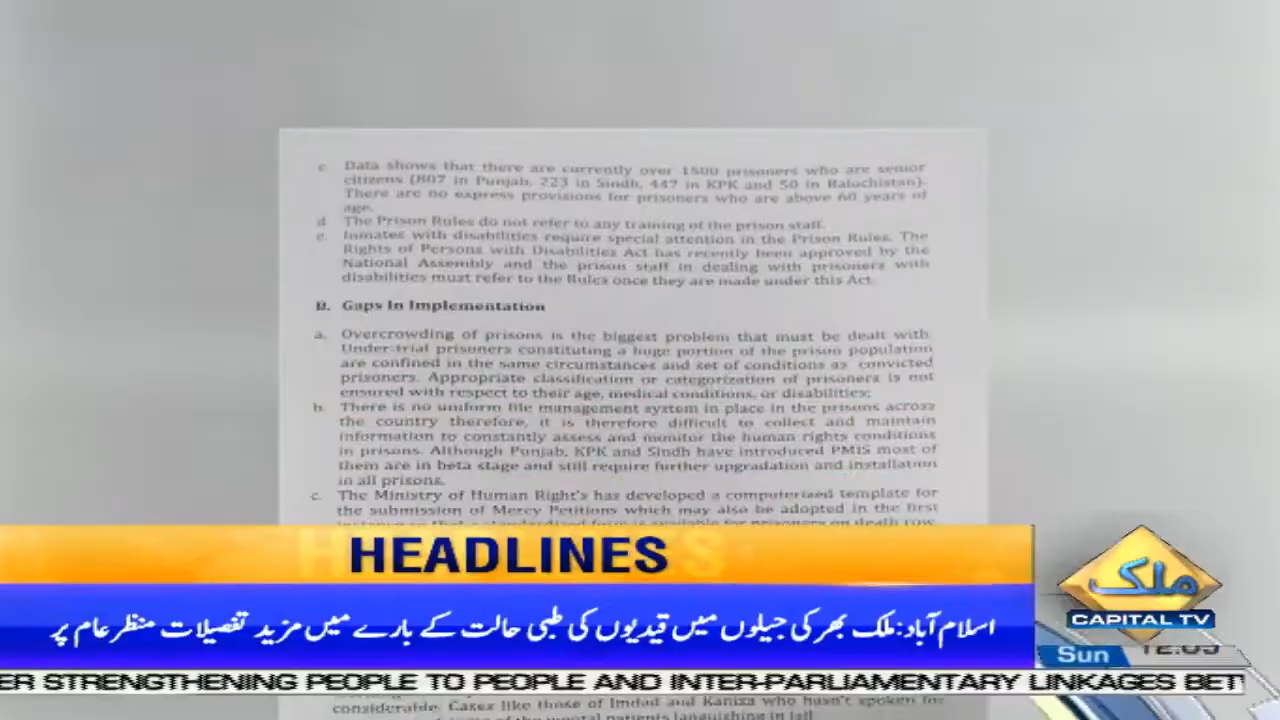 c. Data shows that there are currently over 1500 prisoners who are senior
citizens (807 in Punjab, 223 in Sindh, 447 in KPK and 50 in Balochistan).
There are no express provisions for prisoners who are above 60 years of
age.
d. The Prison Rules do not refer to any training of the prison staff.
e. Inmates with disabilities require special attention in the Prison Rules. The
Rights of Persons with Disabilities Act has recently been approved by the
National Assembly and the prison staff in dealing with prisoners with
disabilities must refer to the Rules once they are made under this Act.
B. Gaps In Implementation
a. Overcrowding of prisons is the biggest problem that must be dealt with.
Under-trial prisoners constituting a huge portion of the prison population
are confined in the same circumstances and set of conditions as convicted
prisoners. Appropriate classification or categorization of prisoners is not
ensured with respect to their age, medical conditions, or disabilities;
b. There is no uniform file management system in place in the prisons across
the country therefore, it is therefore difficult to collect and maintain
information to constantly assess and monitor the human rights conditions
in prisons. Although Punjab, KPK and Sindh have introduced PMIS most of
them are in beta stage and still require further upgradation and installation
in all prisons.
c. The Ministry of Human Right's has developed a computerized template for
the submission of Mercy Petitions which may also be adopted in the first
HEADLINES
اسلام آباد: ملک بھر کی جیلوں میں قیدیوں کی طبی حالت کے بارے میں مزید تفصیلات منظر عام پر
ملک
CAPITAL TV
Sun 12:05
ER STRENGTHENING PEOPLE TO PEOPLE AND INTER-PARLIAMENTARY LINKAGES BET
considerable. Cases like those of Imdad and Kaniza who hasn't spoken for